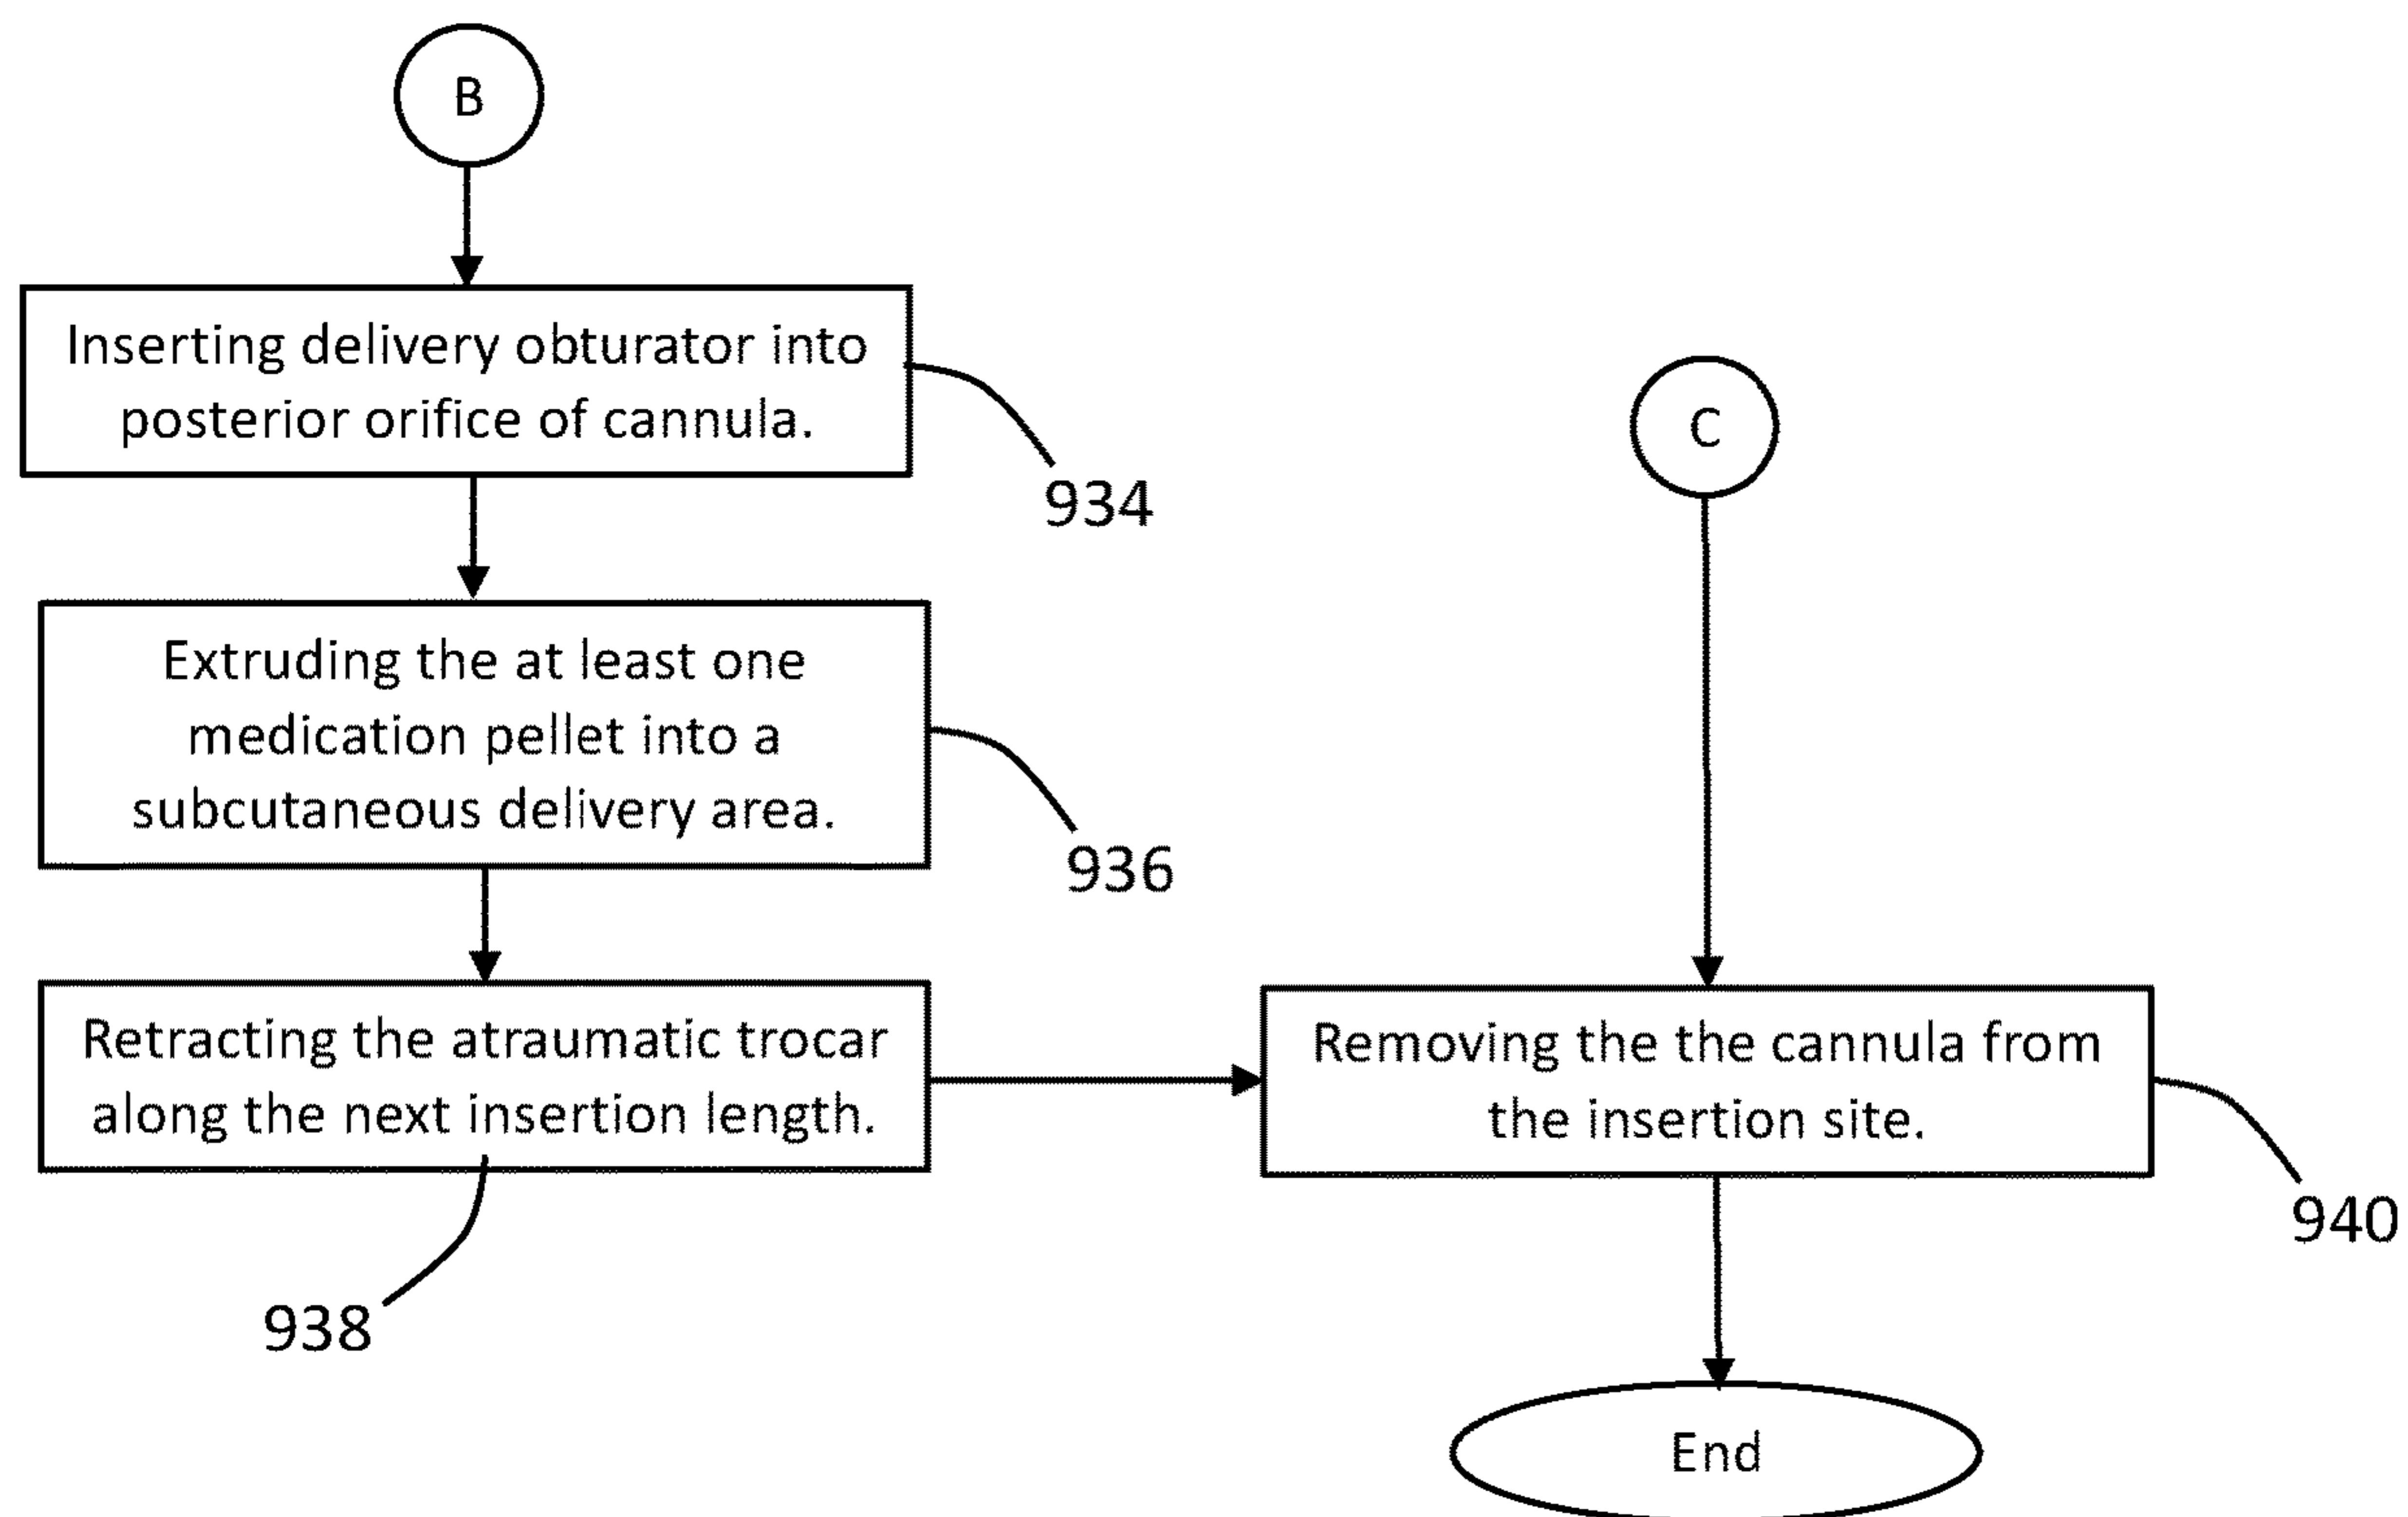 B
Inserting delivery obturator into
posterior orifice of cannula.
934
Extruding the at least one
medication pellet into a
subcutaneous delivery area.
936
Retracting the atraumatic trocar
along the next insertion length.
938
C
Removing the the cannula from
the insertion site.
940
End